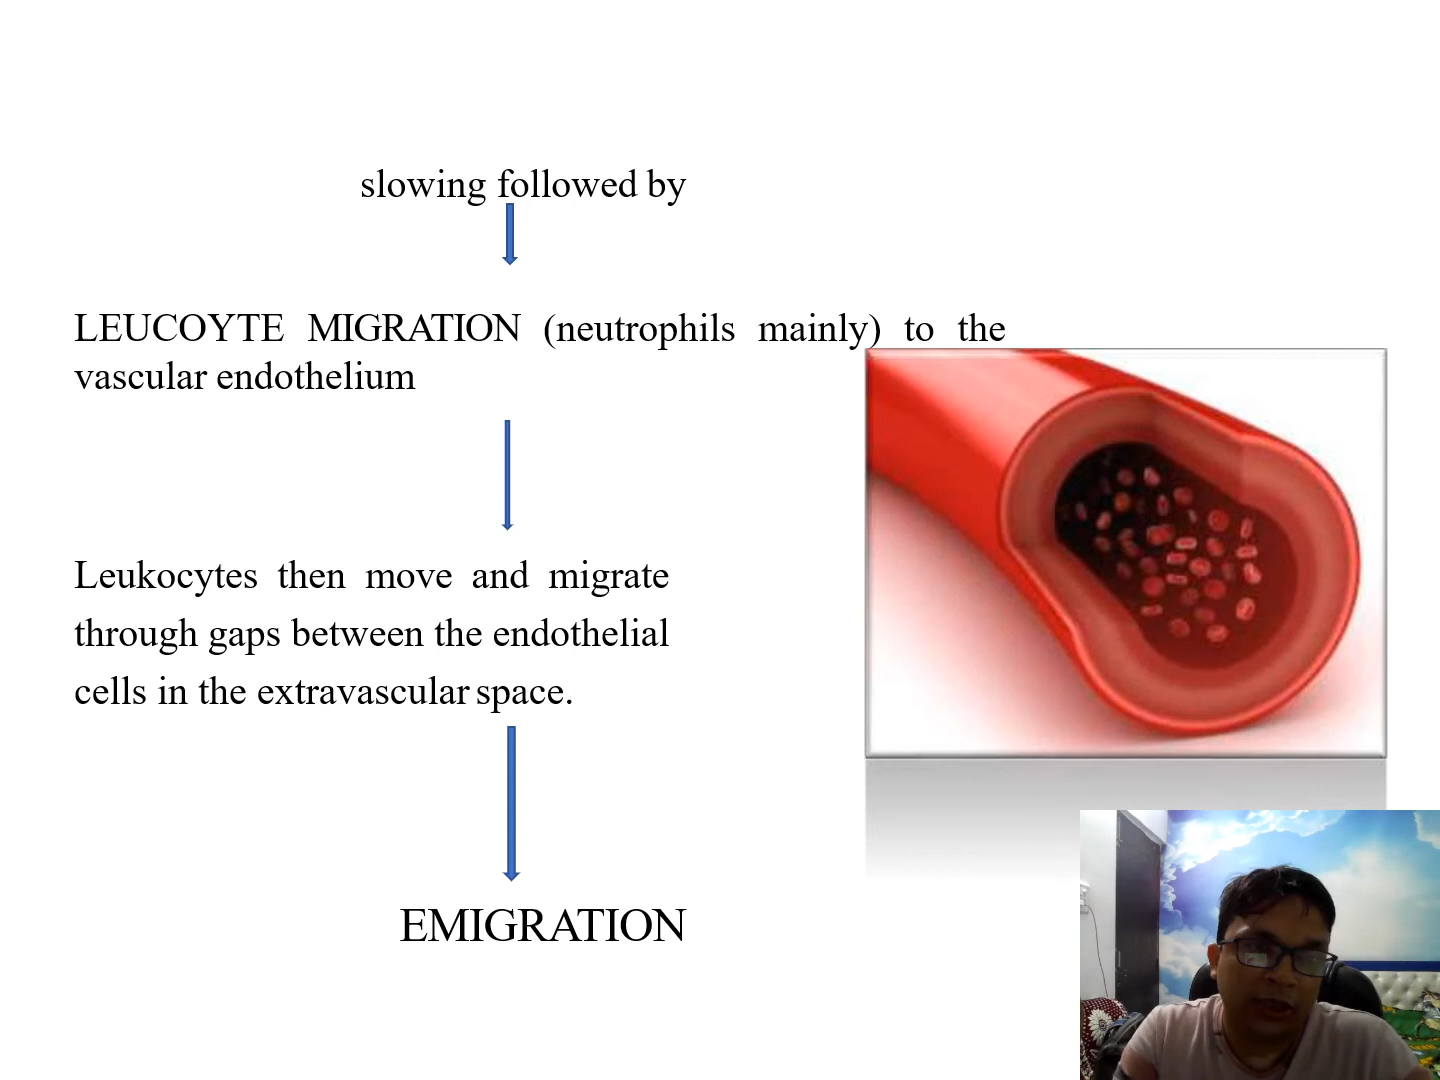 slowing followed by
LEUCOYTE MIGRATION (neutrophils mainly) to the
vascular endothelium
Leukocytes then move and migrate
through gaps between the endothelial
cells in the extravascular space.
EMIGRATION